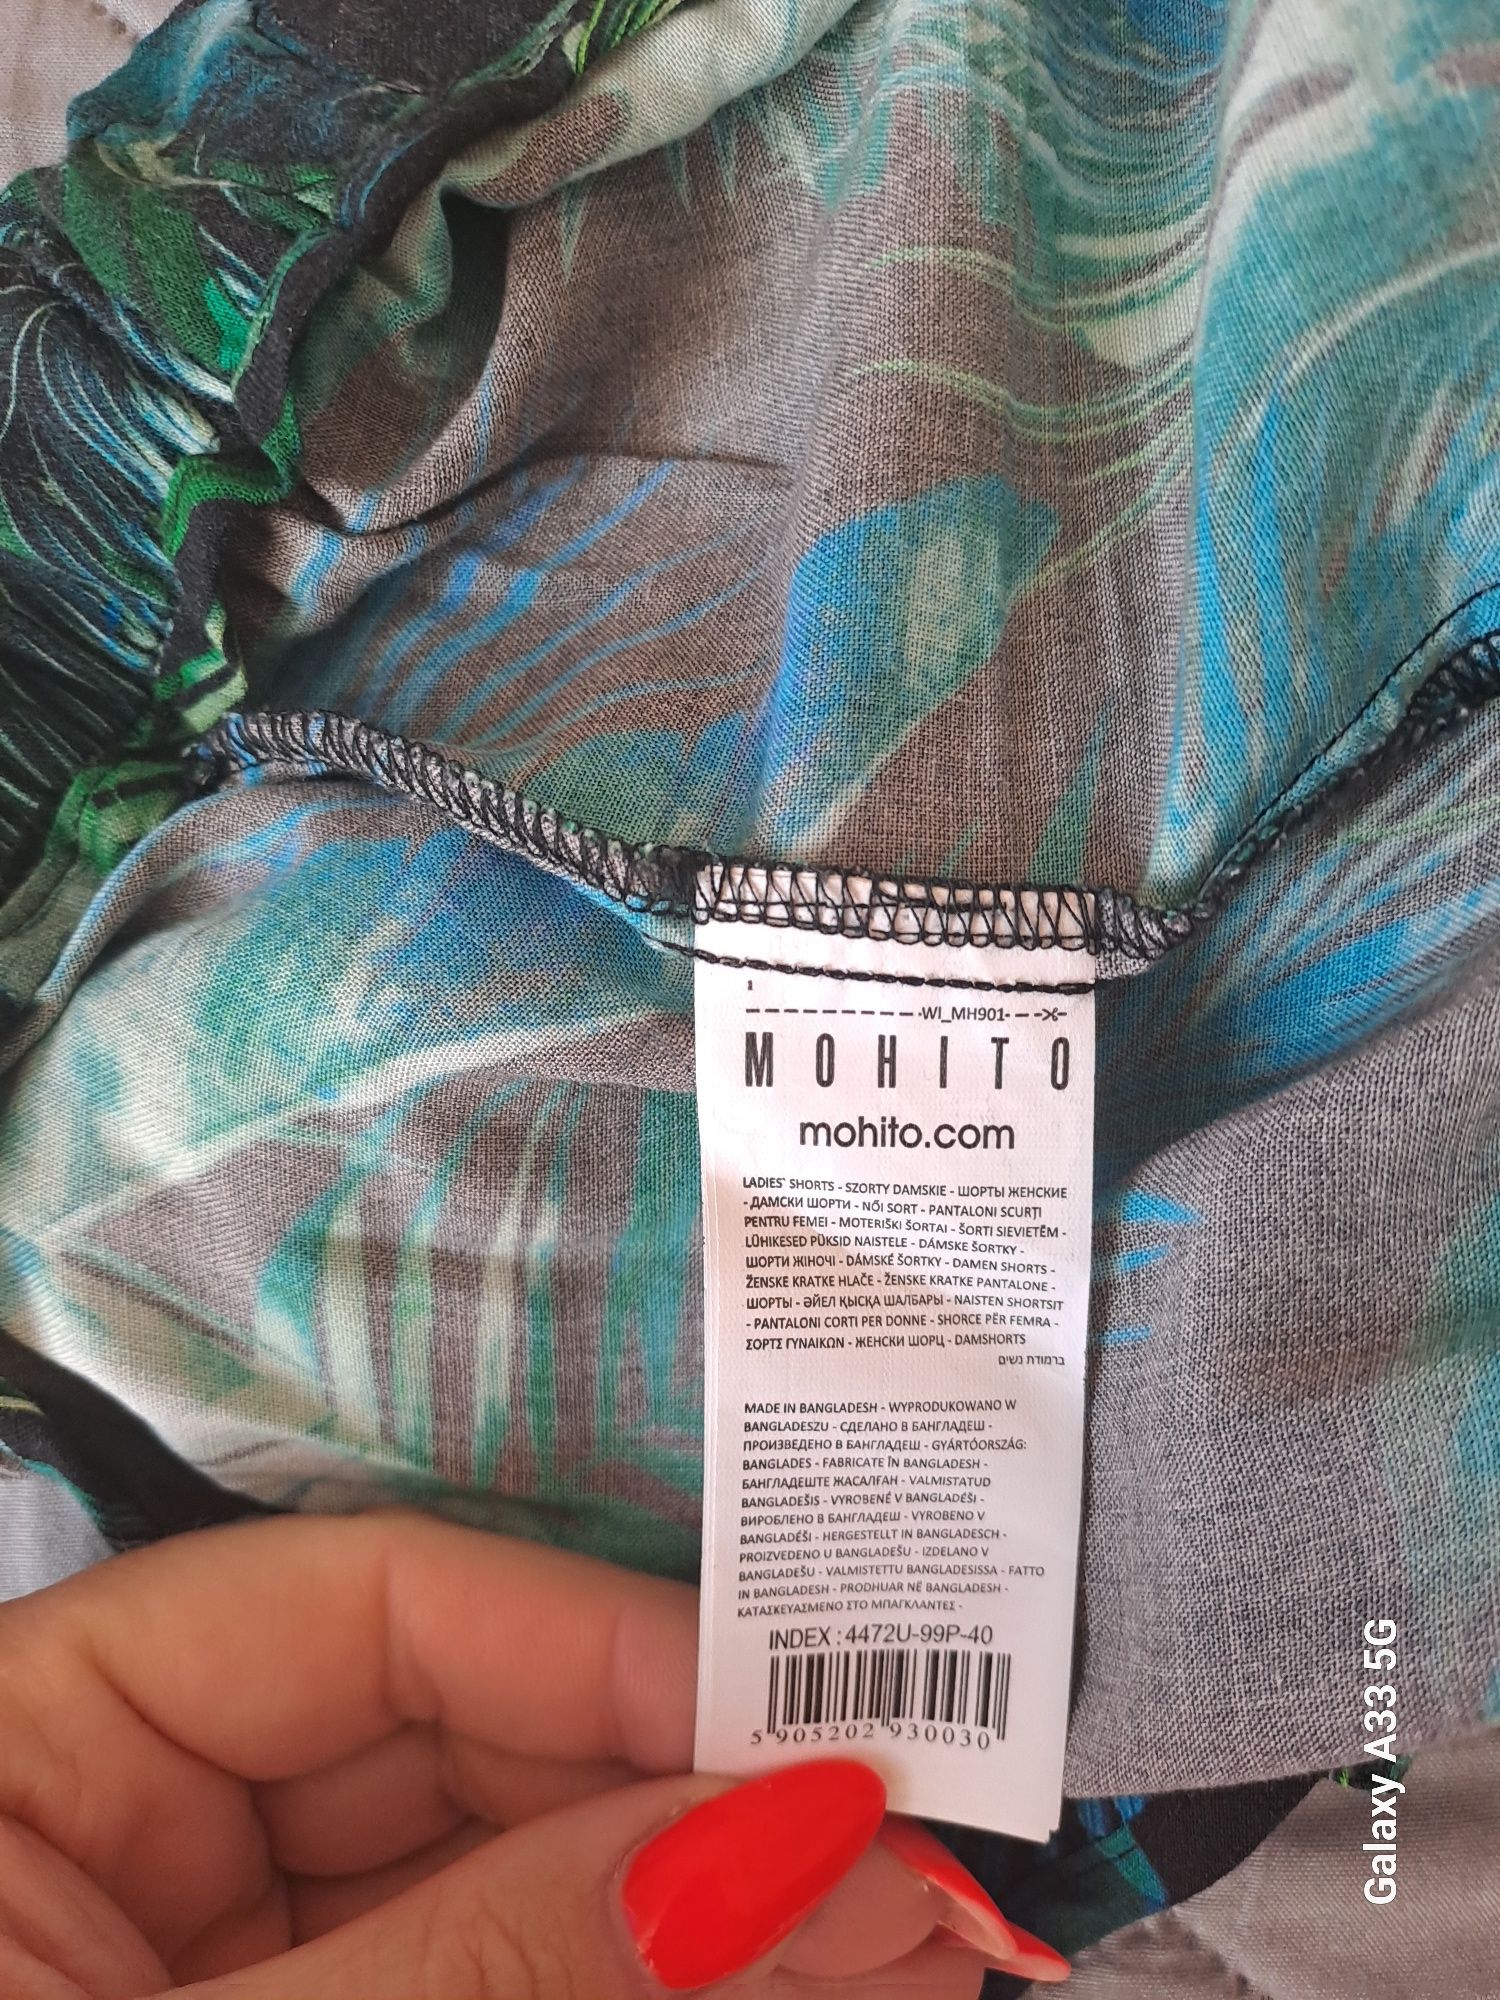 1
WI_MH901
MOHITO
mohito.com
LADIES` SHORTS - SZORTY DAMSKIE - ШОРТЫ ЖЕНСКИЕ
- ДАМСКИ ШОРТИ - NŐI SORT - PANTALONI SCURȚI
PENTRU FEMEI - MOTERIŠKI ŠORTAI - ŠORTI SIEVIETĒM -
LÜHIKESED PÜKSID NAISTELE - DÁMSKE ŠORTKY -
ШОРТИ ЖІНОЧІ - DÁMSKÉ ŠORTKY - DAMEN SHORTS -
ŽENSKE KRATKE HLAČE - ŽENSKE KRATKE PANTALONE -
ШОРТЫ - ӘЙЕЛ ҚЫСҚА ШАЛБАРЫ - NAISTEN SHORTSIT
- PANTALONI CORTI PER DONNE - SHORCE PËR FEMRA -
ΣΟΡΤΣ ΓΥΝΑΙΚΩΝ - ЖЕНСКИ ШОРЦ - DAMSHORTS
ברמודת נשים
MADE IN BANGLADESH - WYPRODUKOWANO W
BANGLADESZU - СДЕЛАНО В БАНГЛАДЕШ -
ПРОИЗВЕДЕНО В БАНГЛАДЕШ - GYÁRTÓORSZÁG:
BANGLADES - FABRICATE ÎN BANGLADESH -
БАНГЛАДЕШТЕ ЖАСАЛҒАН - VALMISTATUD
BANGLADEŠIS - VYROBENÉ V BANGLADÉŠI -
ВИРОБЛЕНО В БАНГЛАДЕШ - VYROBENO V
BANGLADÉŠI - HERGESTELLT IN BANGLADESCH -
PROIZVEDENO U BANGLADEŠU - IZDELANO V
BANGLADEŠU - VALMISTETTU BANGLADESISSA - FATTO
IN BANGLADESH - PRODHUAR NË BANGLADESH -
ΚΑΤΑΣΚΕΥΑΣΜΕΝΟ ΣΤΟ ΜΠΑΓΚΛΑΝΤΕΣ -
INDEX : 4472U-99P-40
5 905202 930030
Galaxy A33 5G